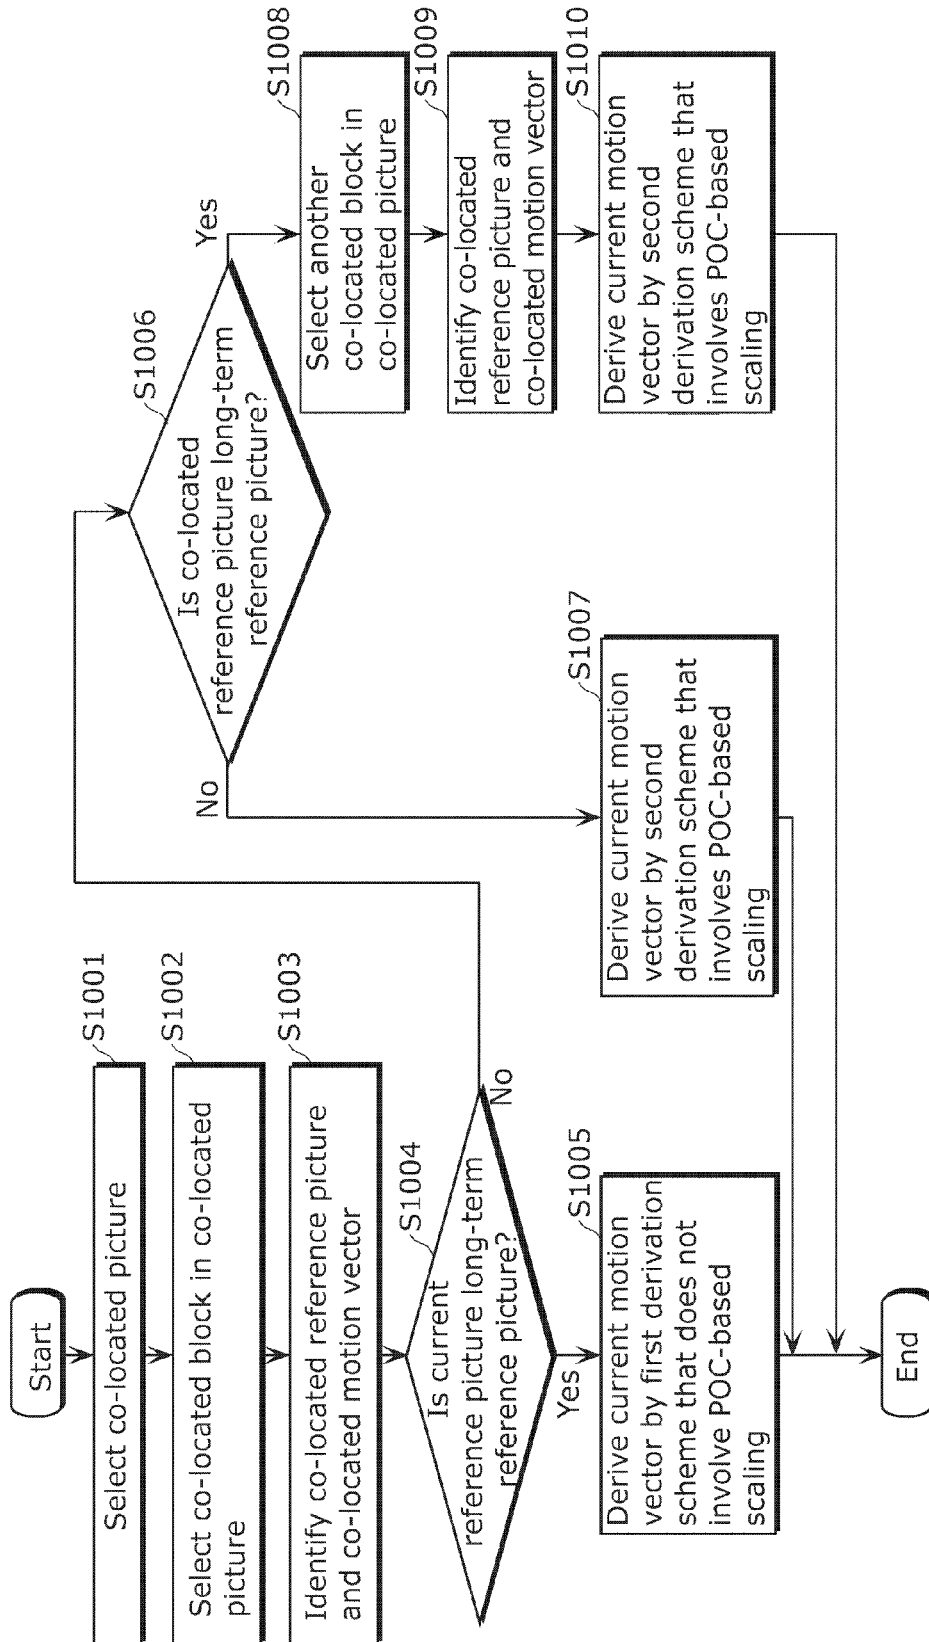 Start
S1001
Select co-located picture
S1002
Select co-located block in co-located
picture
S1003
Identify co-located reference picture
and co-located motion vector
S1004
Is current
reference picture long-term
reference picture?
No
Yes
S1005
Derive current motion
vector by first derivation
scheme that does not
involve POC-based
scaling
S1006
Is co-located
reference picture long-term
reference picture?
No
Yes
S1007
Derive current motion
vector by second
derivation scheme that
involves POC-based
scaling
S1008
Select another
co-located block in
co-located picture
S1009
Identify co-located
reference picture and
co-located motion vector
S1010
Derive current motion
vector by second
derivation scheme that
involves POC-based
scaling
End